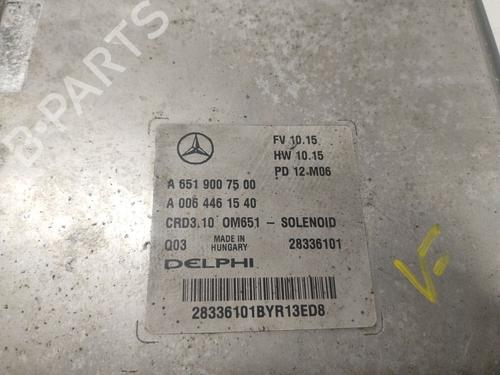 B-PARTS
FV 10.15
HW 10.15
PD 12-M06
A 651 900 75 00
A 006 446 15 40
CRD3.10 OM651 - SOLENOID
Q03 MADE IN HUNGARY 28336101
DELPHI
28336101BYR13ED8